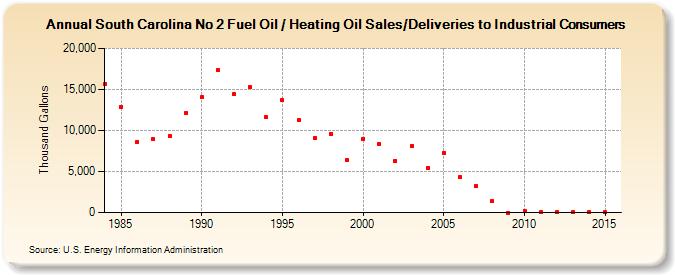 Annual South Carolina No 2 Fuel Oil / Heating Oil Sales/Deliveries to Industrial Consumers
Thousand Gallons
20,000
15,000
10,000
5,000
0
1985 1990 1995 2000 2005 2010 2015
Source: U.S. Energy Information Administration